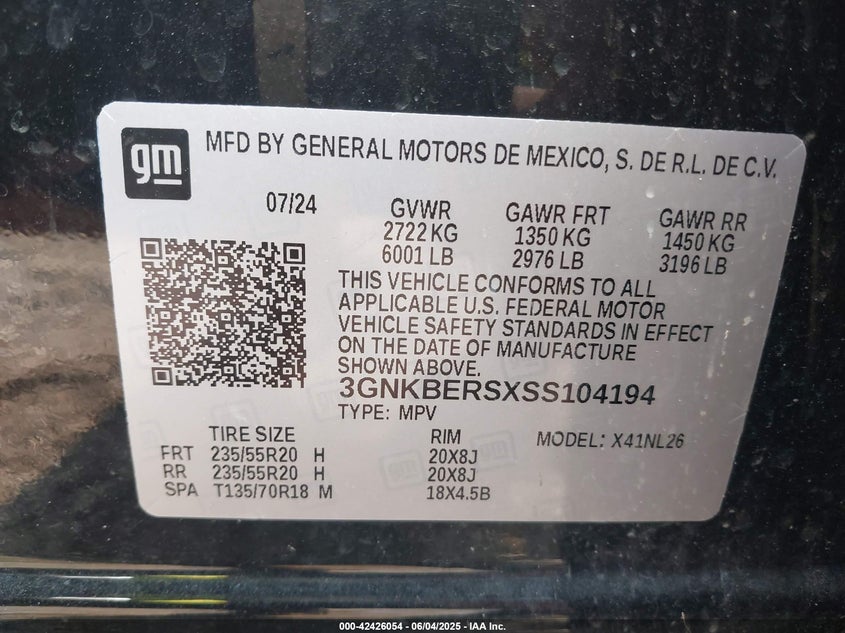 gm
MFD BY GENERAL MOTORS DE MEXICO, S. DE R.L. DE C.V.
07/24 GVWR GAWR FRT GAWR RR
2722 KG 1350 KG 1450 KG
6001 LB 2976 LB 3196 LB
THIS VEHICLE CONFORMS TO ALL
APPLICABLE U.S. FEDERAL MOTOR
VEHICLE SAFETY STANDARDS IN EFFECT
ON THE DATE OF MANUFACTURE
SHOWN ABOVE.
3GNKBERSXSS104194
TYPE: MPV
TIRE SIZE RIM MODEL: X41NL26
FRT 235/55R20 H 20X8J
RR 235/55R20 H 20X8J
SPA T135/70R18 M 18X4.5B
000-42426054 - 06/04/2025 - IAA Inc.